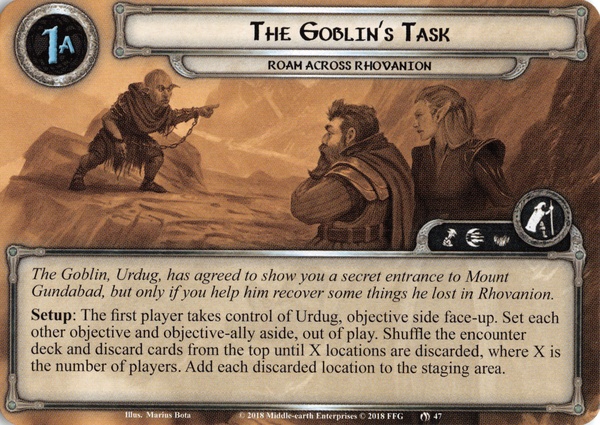 1A
The Goblin's Task
Roam Across Rhovanion
The Goblin, Urdug, has agreed to show you a secret entrance to Mount
Gundabad, but only if you help him recover some things he lost in Rhovanion.
Setup: The first player takes control of Urdug, objective side face-up. Set each
other objective and objective-ally aside, out of play. Shuffle the encounter
deck and discard cards from the top until X locations are discarded, where X is
the number of players. Add each discarded location to the staging area.
Illus. Marius Bota © 2018 Middle-earth Enterprises © 2018 FFG 47